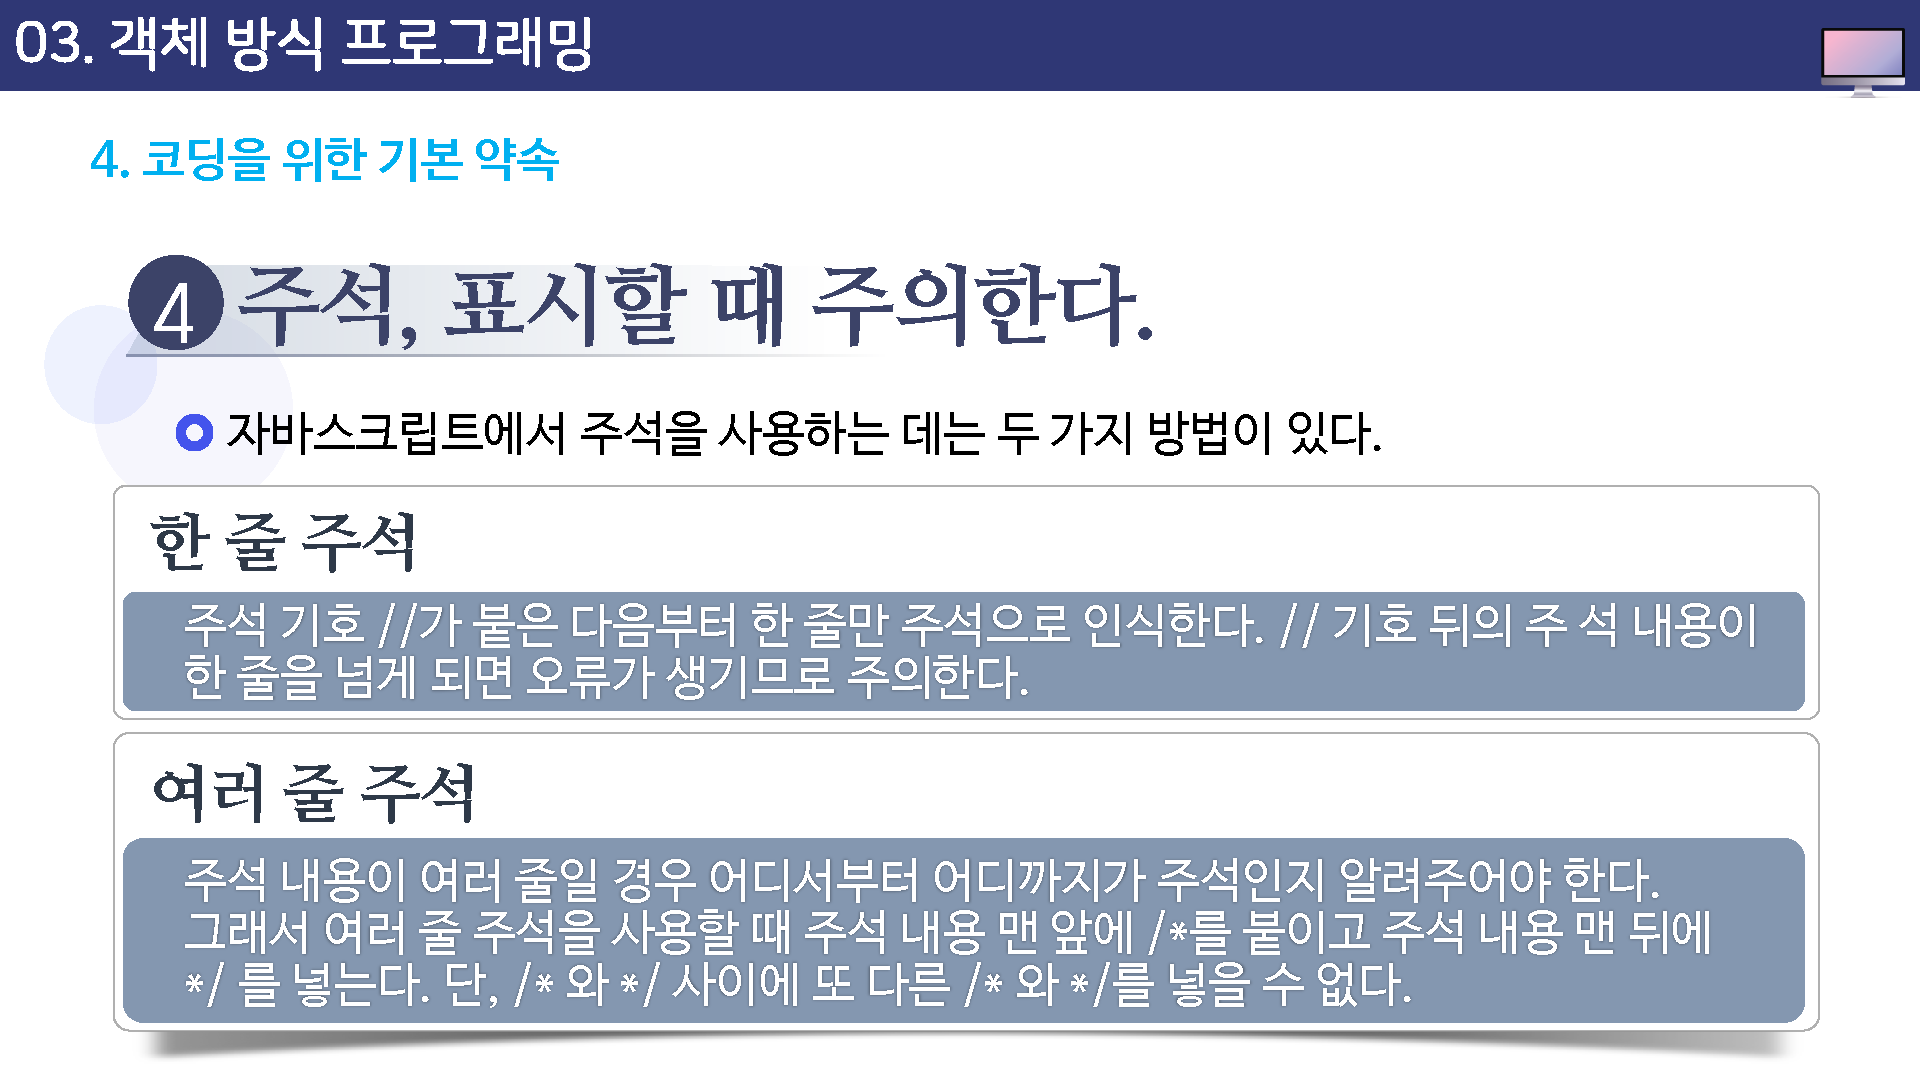 03. 객체 방식 프로그래밍
4. 코딩을 위한 기본 약속
4 주석, 표시할 때 주의한다.
자바스크립트에서 주석을 사용하는 데는 두 가지 방법이 있다.
한 줄 주석
주석 기호 //가 붙은 다음부터 한 줄만 주석으로 인식한다. // 기호 뒤의 주 석 내용이
한 줄을 넘게 되면 오류가 생기므로 주의한다.
여러 줄 주석
주석 내용이 여러 줄일 경우 어디서부터 어디까지가 주석인지 알려주어야 한다.
그래서 여러 줄 주석을 사용할 때 주석 내용 맨 앞에 /*를 붙이고 주석 내용 맨 뒤에
*/ 를 넣는다. 단, /* 와 */ 사이에 또 다른 /* 와 */를 넣을 수 없다.